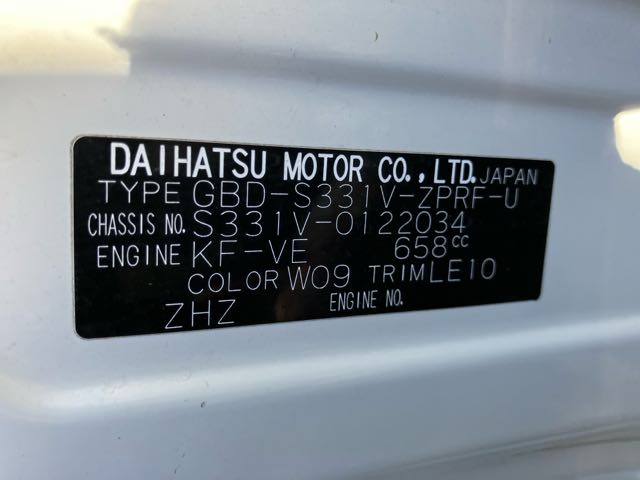 DAIHATSU MOTOR CO.,LTD. JAPAN
TYPE GBD-S331V-ZPRF-U
CHASSIS NO. S331V-0122034
ENGINE KF-VE 658cc
COLOR W09 TRIM LE10
ZHZ ENGINE NO.